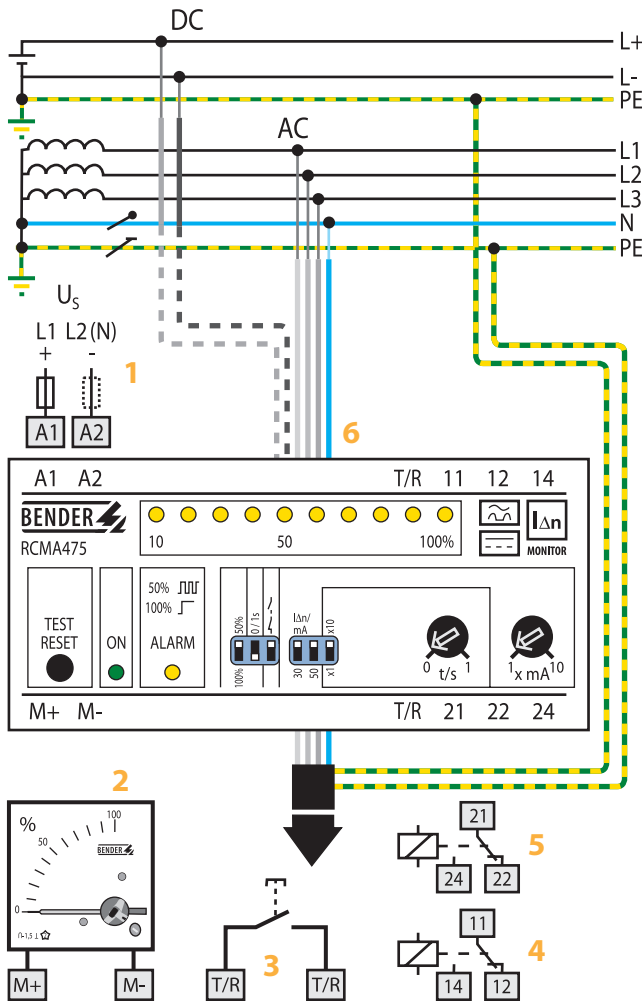 DC
L+
L-
PE
AC
L1
L2
L3
N
PE
US
L1 L2 (N)
+ -
1
A1 A2
6
A1 A2 T/R 11 12 14
BENDER
RCMA475
10 50 100%
IΔn
MONITOR
TEST
RESET
ON
50%
100%
ALARM
50%
100%
0 / 1s
IΔn/
mA
x10
30
50
x1
0 t/s 1
1 x mA 10
M+ M- T/R 21 22 24
2
%
0
50
100
BENDER
M+ M-
3
T/R T/R
21
5
24 22
11
4
14 12